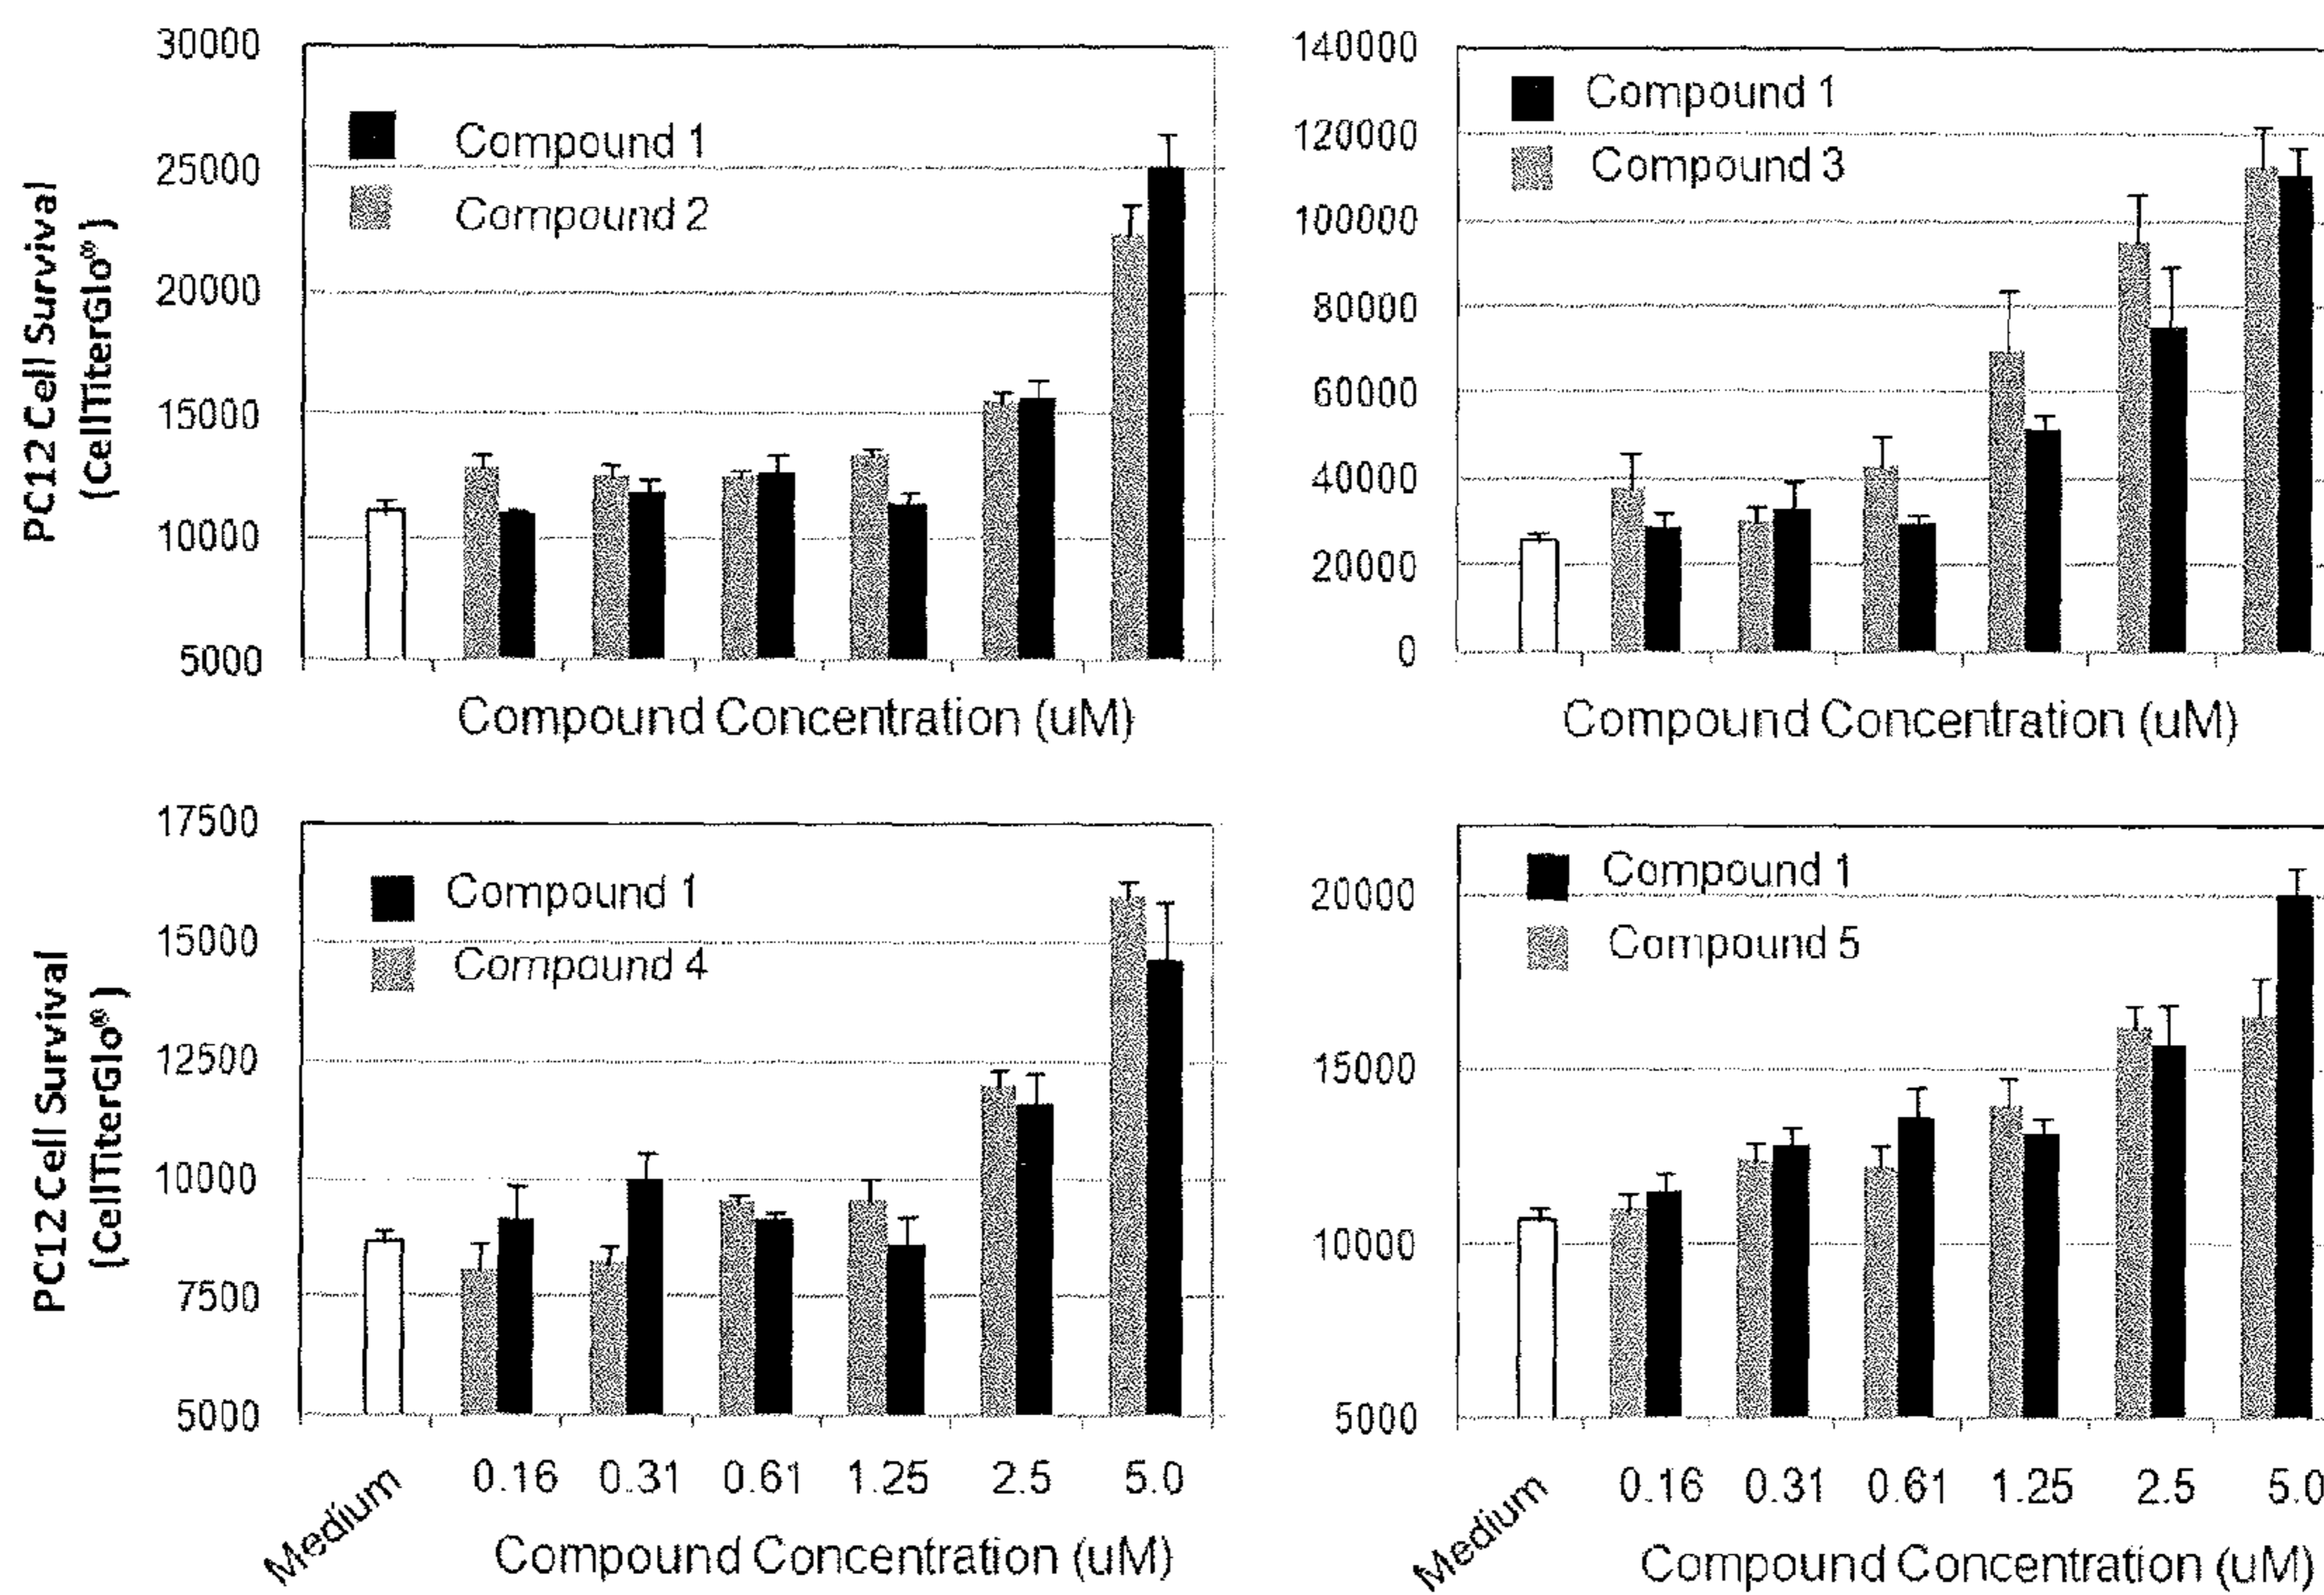 30000
25000
20000
15000
10000
5000
PC12 Cell Survival
(CellTiterGlo®)
Compound 1
Compound 2
Compound Concentration (uM)
140000
120000
100000
80000
60000
40000
20000
0
Compound 1
Compound 3
Compound Concentration (uM)
17500
15000
12500
10000
7500
5000
PC12 Cell Survival
(CellTiterGlo®)
Compound 1
Compound 4
Medium 0.16 0.31 0.61 1.25 2.5 5.0
Compound Concentration (uM)
20000
15000
10000
5000
Compound 1
Compound 5
Medium 0.16 0.31 0.61 1.25 2.5 5.0
Compound Concentration (uM)